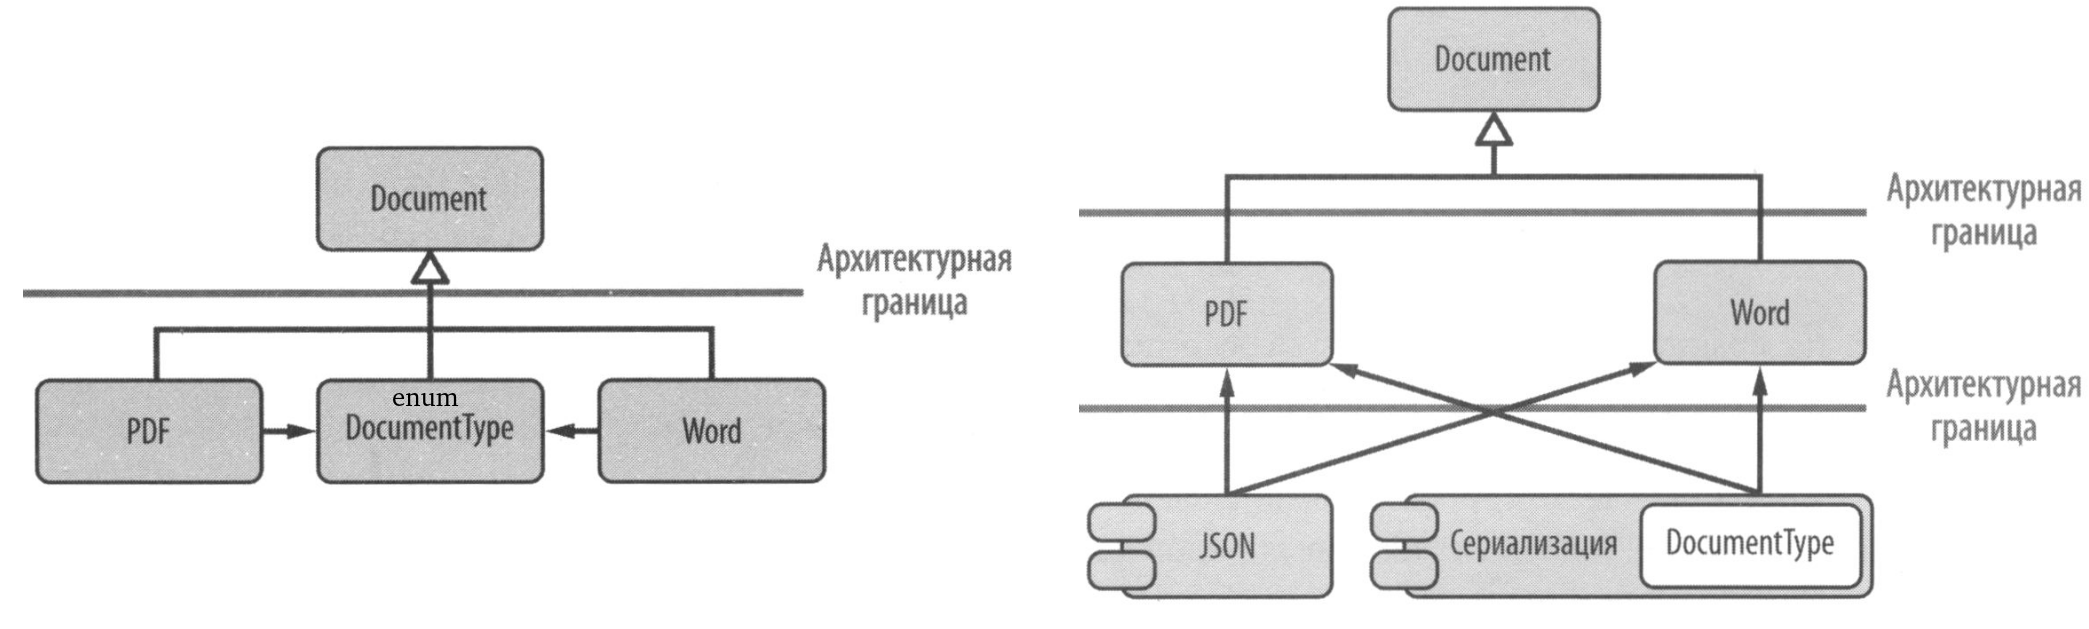 Document
Архитектурная
граница
PDF
enum
DocumentType
Word
Document
Архитектурная
граница
PDF
Word
Архитектурная
граница
JSON
Сериализация
DocumentType